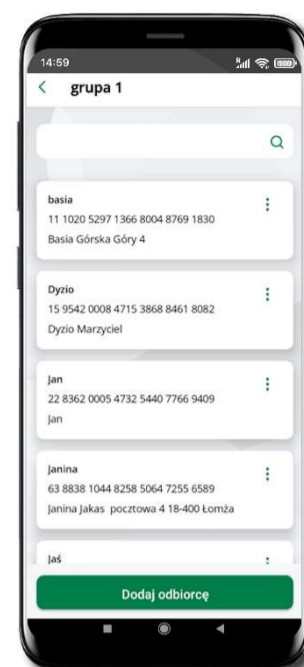 14:59
grupa 1
basia
11 1020 5297 1366 8004 8769 1830
Basia Górska Góry 4
Dyzio
15 9542 0008 4715 3868 8461 8082
Dyzio Marzyciel
Jan
22 8362 0005 4732 5440 7766 9409
Jan
Janina
63 8838 1044 8258 5064 7255 6589
Janina Jakas pocztowa 4 18-400 Łomża
Jaś
Dodaj odbiorcę